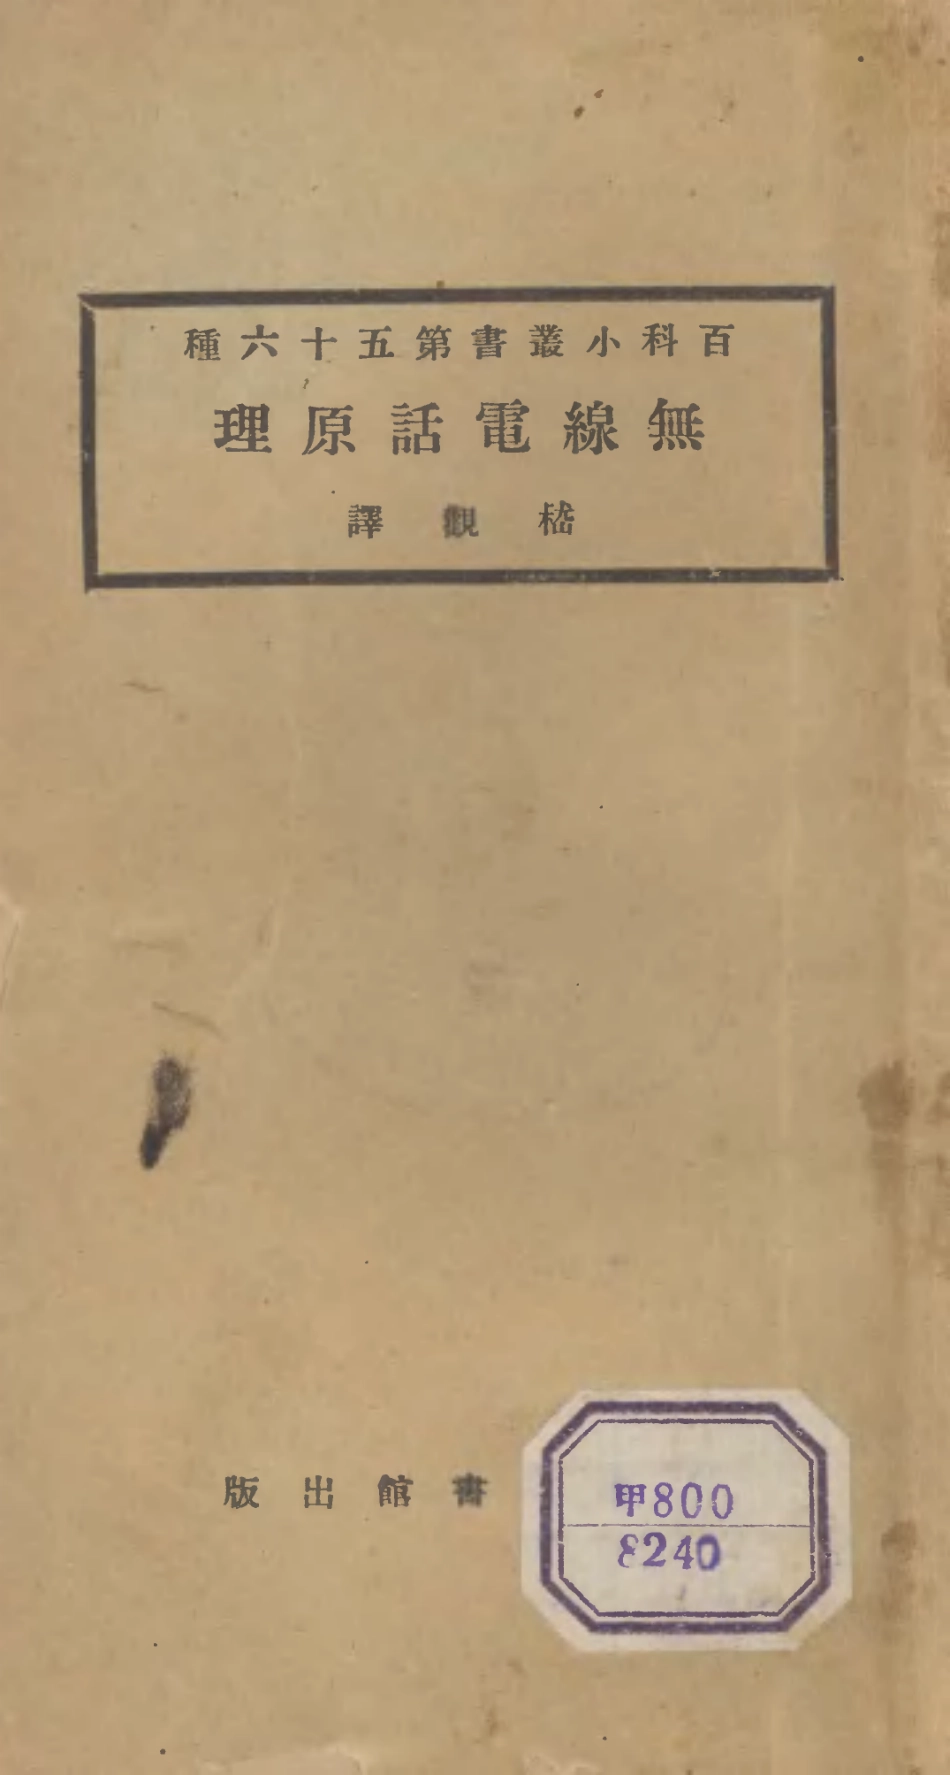 百科小叢書第五十六種
無線電話原理
嵇觀譯
書館出版
甲800
8240